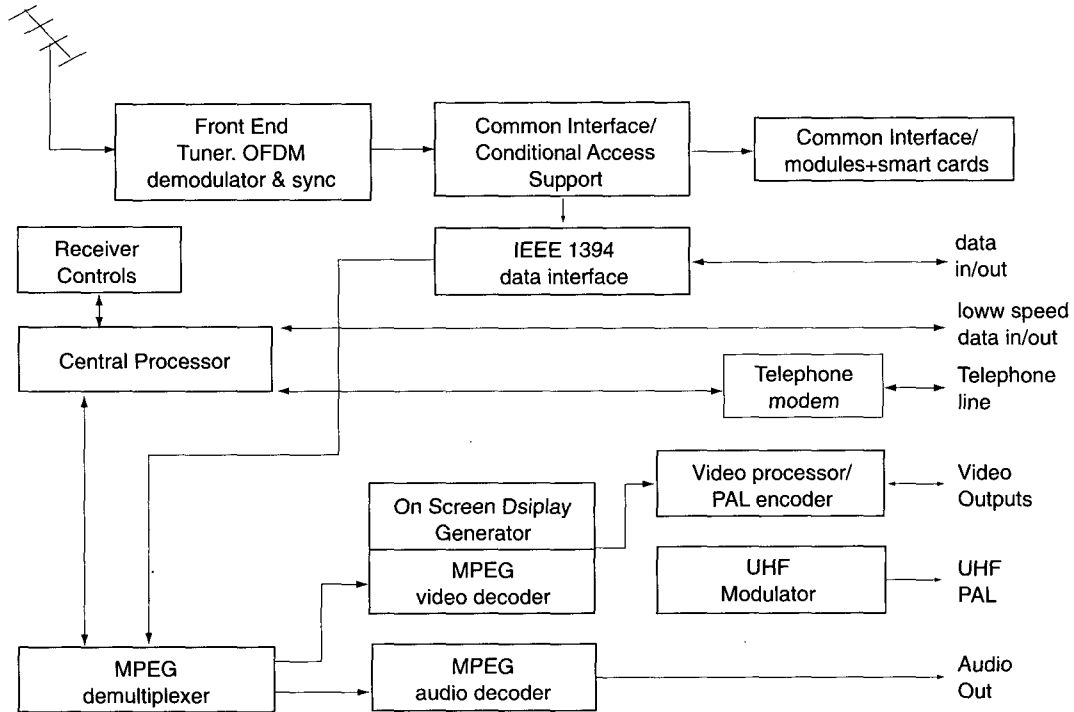 Front End
Tuner. OFDM
demodulator & sync
Common Interface/
Conditional Access
Support
Common Interface/
modules+smart cards
Receiver
Controls
IEEE 1394
data interface
data
in/out
Central Processor
loww speed
data in/out
Telephone
modem
Telephone
line
On Screen Dsiplay
Generator
MPEG
video decoder
Video processor/
PAL encoder
Video
Outputs
UHF
Modulator
UHF
PAL
MPEG
demultiplexer
MPEG
audio decoder
Audio
Out